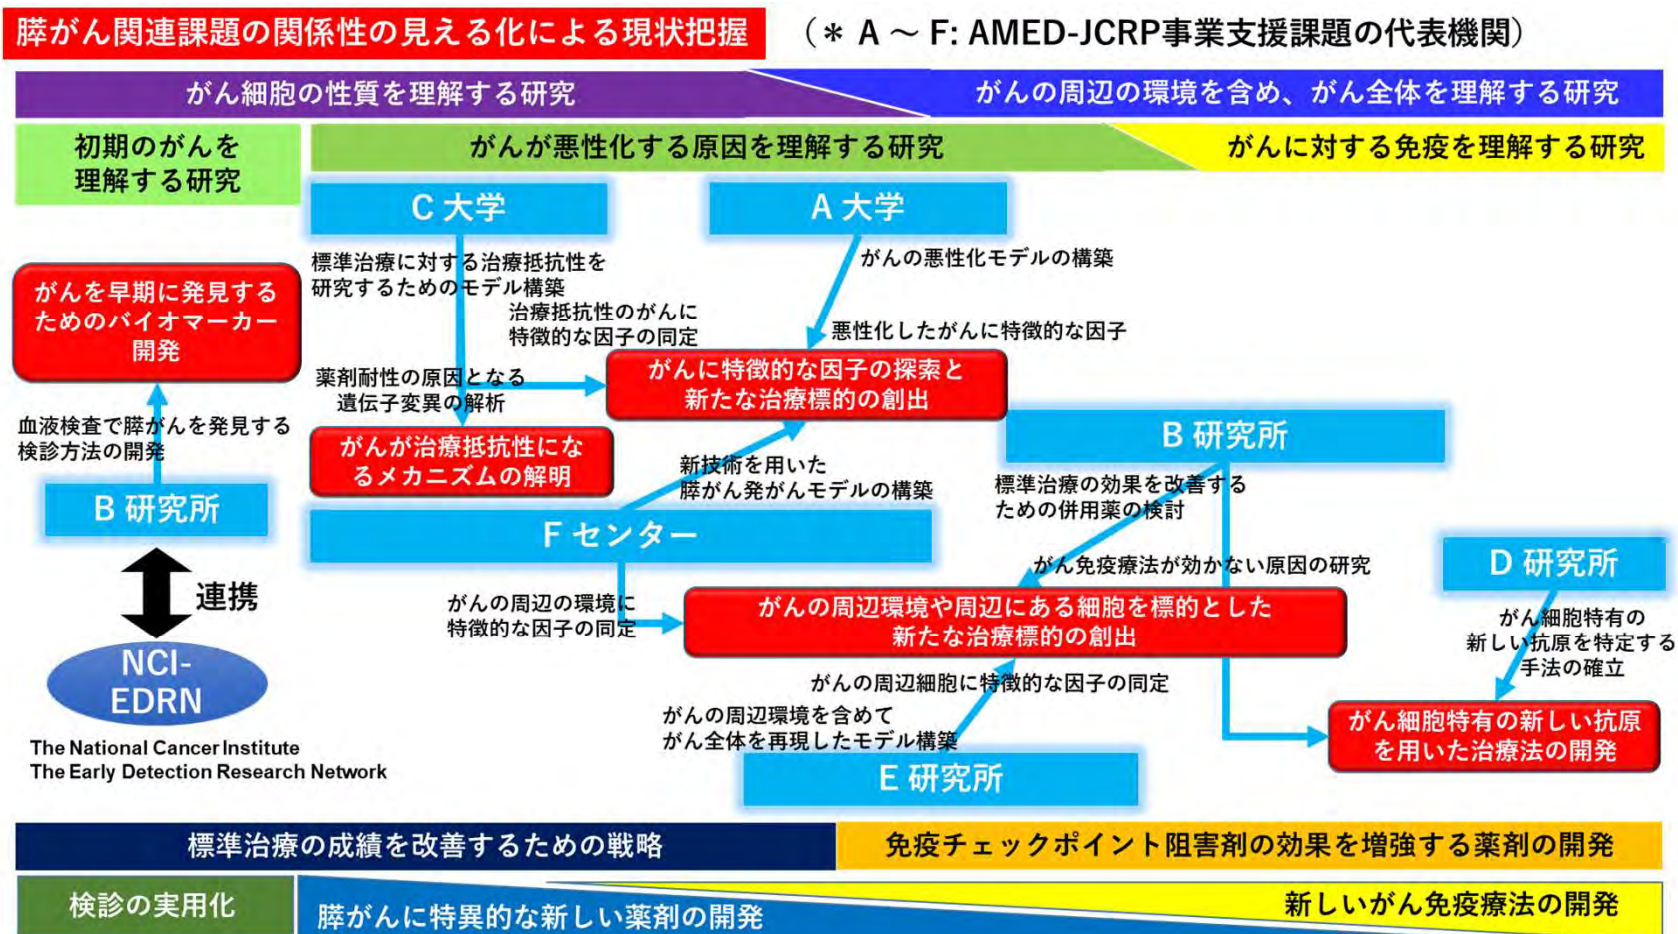 膵がん関連課題の関係性の見える化による現状把握
（＊ A ～ F: AMED-JCRP事業支援課題の代表機関）
がん細胞の性質を理解する研究
がんの周辺の環境を含め、がん全体を理解する研究
初期のがんを
理解する研究
がんが悪性化する原因を理解する研究
がんに対する免疫を理解する研究
C 大学
A 大学
標準治療に対する治療抵抗性を
研究するためのモデル構築
がんの悪性化モデルの構築
がんを早期に発見する
ためのバイオマーカー
開発
治療抵抗性のがんに
特徴的な因子の同定
悪性化したがんに特徴的な因子
がんに特徴的な因子の探索と
新たな治療標的の創出
薬剤耐性の原因となる
遺伝子変異の解析
血液検査で膵がんを発見する
検診方法の開発
がんが治療抵抗性にな
るメカニズムの解明
新技術を用いた
膵がん発がんモデルの構築
B 研究所
標準治療の効果を改善する
ための併用薬の検討
B 研究所
F センター
がん免疫療法が効かない原因の研究
D 研究所
連携
がんの周辺の環境に
特徴的な因子の同定
がんの周辺環境や周辺にある細胞を標的とした
新たな治療標的の創出
がん細胞特有の
新しい抗原を特定する
手法の確立
NCI-
EDRN
がんの周辺細胞に特徴的な因子の同定
がんの周辺環境を含めて
がん全体を再現したモデル構築
がん細胞特有の新しい抗原
を用いた治療法の開発
The National Cancer Institute
The Early Detection Research Network
E 研究所
標準治療の成績を改善するための戦略
免疫チェックポイント阻害剤の効果を増強する薬剤の開発
検診の実用化
膵がんに特異的な新しい薬剤の開発
新しいがん免疫療法の開発